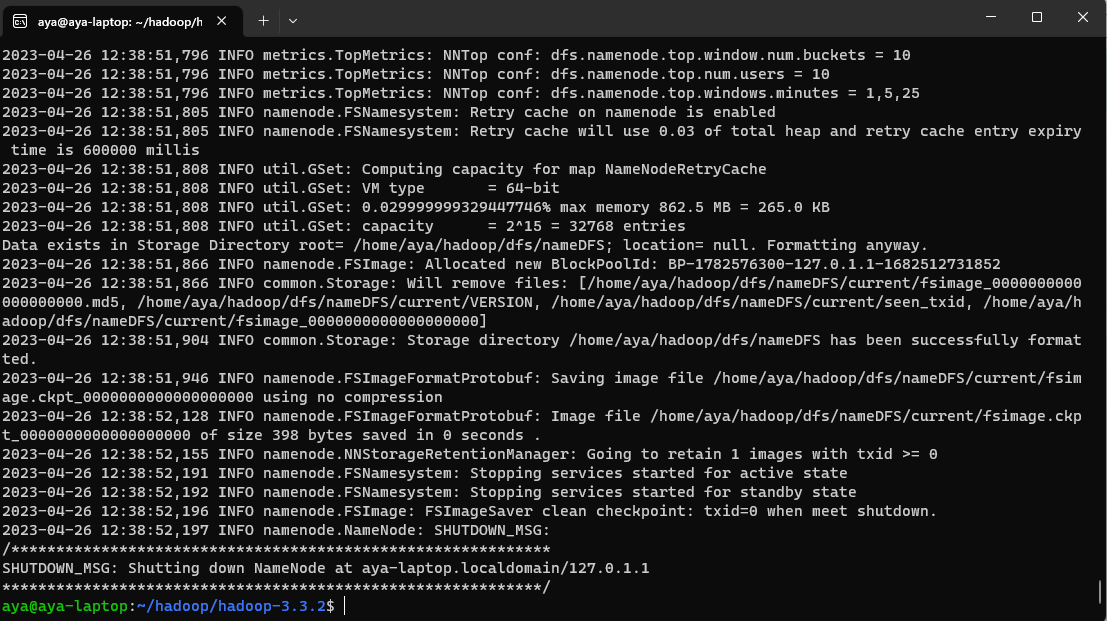 aya@aya-laptop: ~/hadoop/h
2023-04-26 12:38:51,796 INFO metrics.TopMetrics: NNTop conf: dfs.namenode.top.window.num.buckets = 10
2023-04-26 12:38:51,796 INFO metrics.TopMetrics: NNTop conf: dfs.namenode.top.num.users = 10
2023-04-26 12:38:51,796 INFO metrics.TopMetrics: NNTop conf: dfs.namenode.top.windows.minutes = 1,5,25
2023-04-26 12:38:51,805 INFO namenode.FSNamesystem: Retry cache on namenode is enabled
2023-04-26 12:38:51,805 INFO namenode.FSNamesystem: Retry cache will use 0.03 of total heap and retry cache entry expiry
 time is 600000 millis
2023-04-26 12:38:51,808 INFO util.GSet: Computing capacity for map NameNodeRetryCache
2023-04-26 12:38:51,808 INFO util.GSet: VM type       = 64-bit
2023-04-26 12:38:51,808 INFO util.GSet: 0.029999999329447746% max memory 862.5 MB = 265.0 KB
2023-04-26 12:38:51,808 INFO util.GSet: capacity      = 2^15 = 32768 entries
Data exists in Storage Directory root= /home/aya/hadoop/dfs/nameDFS; location= null. Formatting anyway.
2023-04-26 12:38:51,866 INFO namenode.FSImage: Allocated new BlockPoolId: BP-1782576300-127.0.1.1-1682512731852
2023-04-26 12:38:51,866 INFO common.Storage: Will remove files: [/home/aya/hadoop/dfs/nameDFS/current/fsimage_0000000000
000000000.md5, /home/aya/hadoop/dfs/nameDFS/current/VERSION, /home/aya/hadoop/dfs/nameDFS/current/seen_txid, /home/aya/h
adoop/dfs/nameDFS/current/fsimage_0000000000000000000]
2023-04-26 12:38:51,904 INFO common.Storage: Storage directory /home/aya/hadoop/dfs/nameDFS has been successfully format
ted.
2023-04-26 12:38:51,946 INFO namenode.FSImageFormatProtobuf: Saving image file /home/aya/hadoop/dfs/nameDFS/current/fsim
age.ckpt_0000000000000000000 using no compression
2023-04-26 12:38:52,128 INFO namenode.FSImageFormatProtobuf: Image file /home/aya/hadoop/dfs/nameDFS/current/fsimage.ckp
t_0000000000000000000 of size 398 bytes saved in 0 seconds .
2023-04-26 12:38:52,155 INFO namenode.NNStorageRetentionManager: Going to retain 1 images with txid >= 0
2023-04-26 12:38:52,191 INFO namenode.FSNamesystem: Stopping services started for active state
2023-04-26 12:38:52,192 INFO namenode.FSNamesystem: Stopping services started for standby state
2023-04-26 12:38:52,196 INFO namenode.FSImage: FSImageSaver clean checkpoint: txid=0 when meet shutdown.
2023-04-26 12:38:52,197 INFO namenode.NameNode: SHUTDOWN_MSG:
/************************************************************
SHUTDOWN_MSG: Shutting down NameNode at aya-laptop.localdomain/127.0.1.1
************************************************************/
aya@aya-laptop:~/hadoop/hadoop-3.3.2$